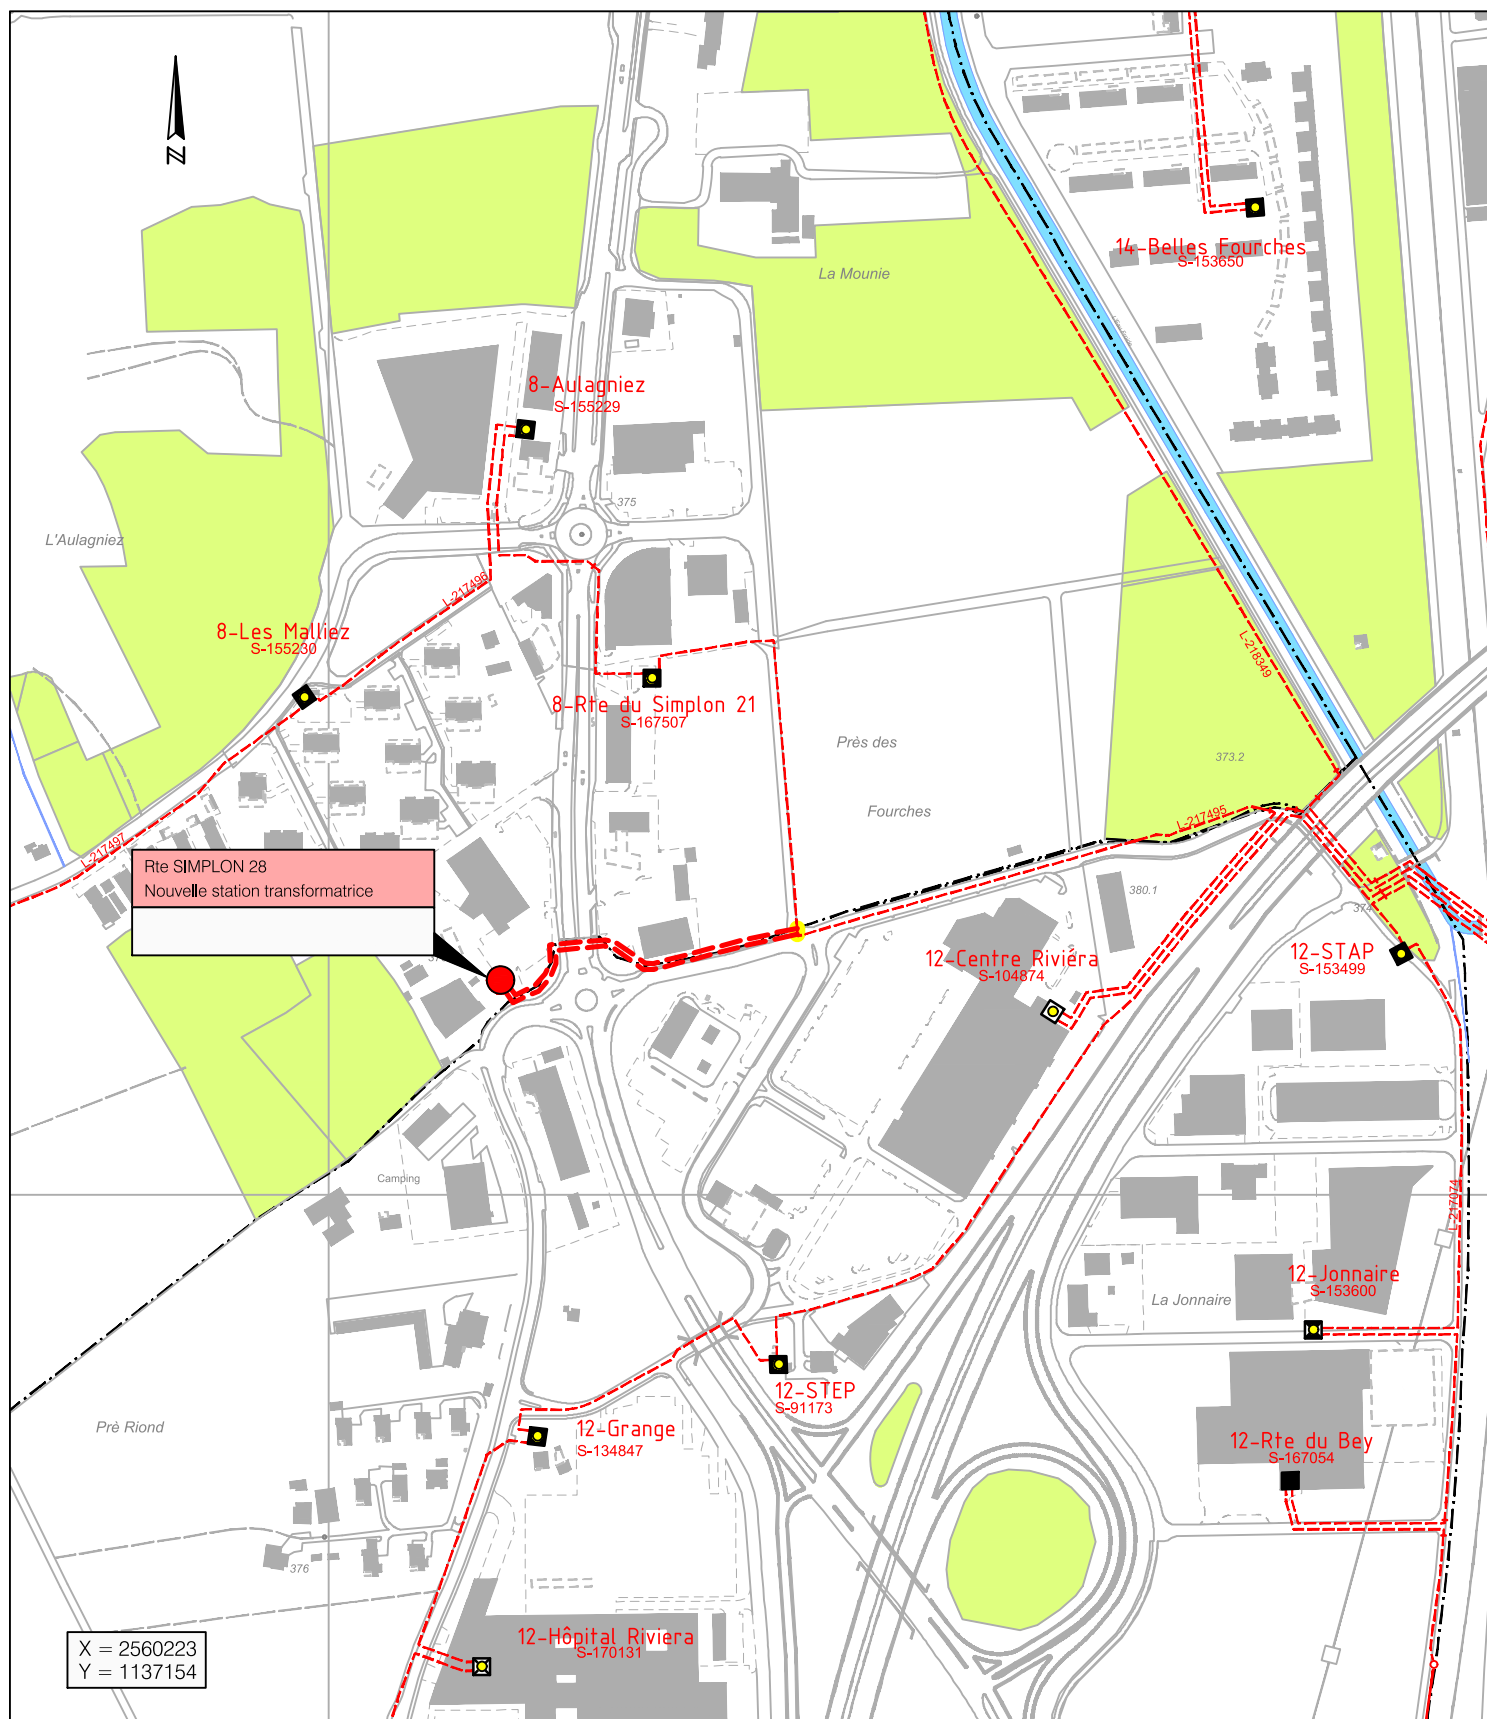 N
14-Belles Fourches
S-153650
La Mounie
8-Aulagniez
S-155229
375
L'Aulagniez
L-217496
8-Les Malliez
S-155230
L-218349
8-Rte du Simplon 21
S-167507
Près des
373.2
Fourches
L-217495
L-217497
Rte SIMPLON 28
Nouvelle station transformatrice
380.1
374
12-Centre Riviéra
S-104874
12-STAP
S-153499
Camping
L-217074
12-Jonnaire
S-153600
La Jonnaire
12-STEP
S-91173
Prè Riond
12-Grange
S-134847
12-Rte du Bey
S-167054
376
12-Hôpital Riviera
S-170131
X = 2560223
Y = 1137154